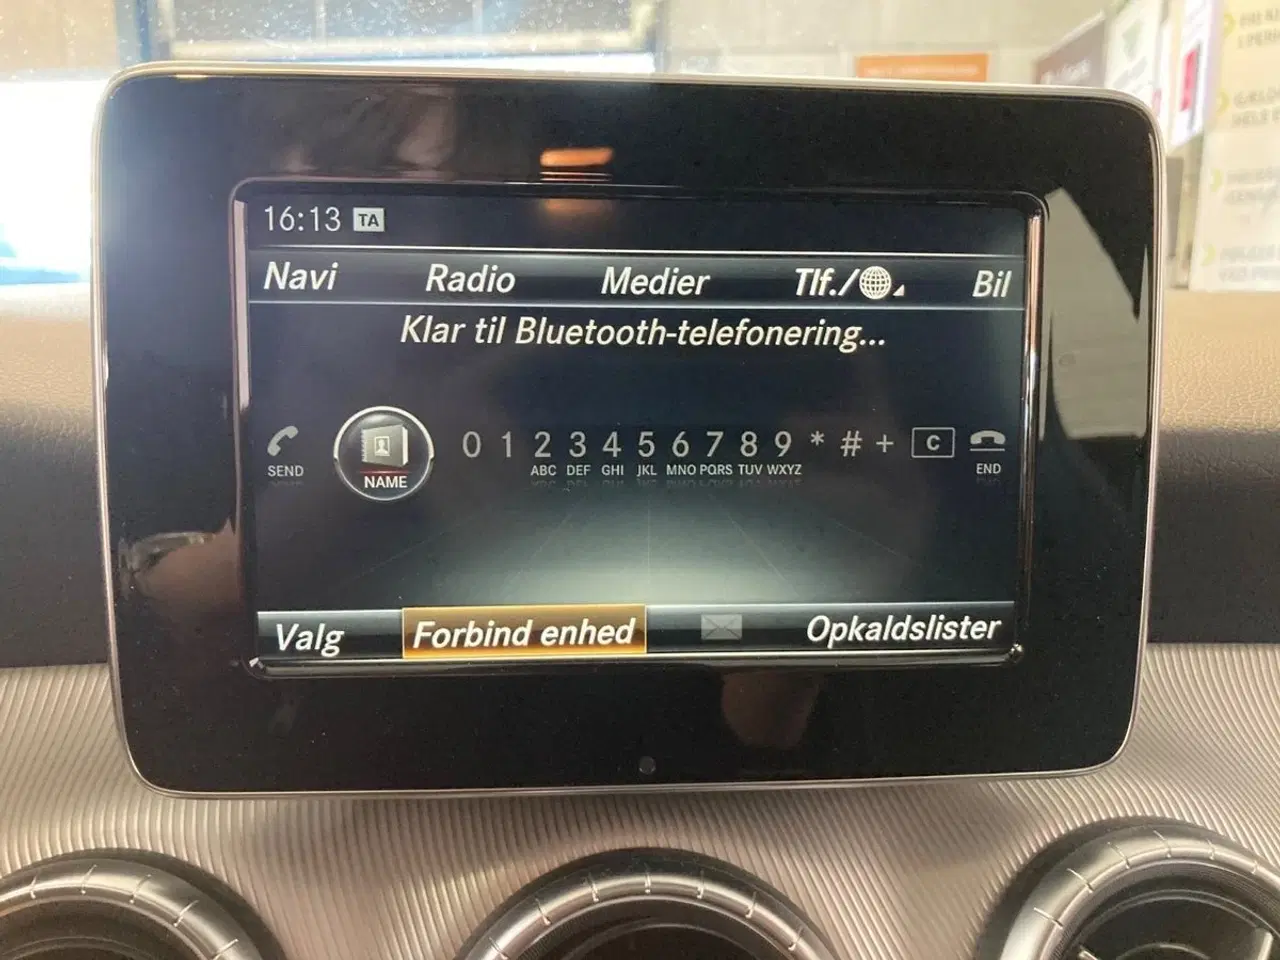 16:13 TA
Navi Radio Medier Tlf./ Bil
Klar til Bluetooth-telefonering...
0 1 2 3 4 5 6 7 8 9 * # + C
SEND NAME ABC DEF GHI JKL MNO PQRS TUV WXYZ END
Valg Forbind enhed Opkaldslister